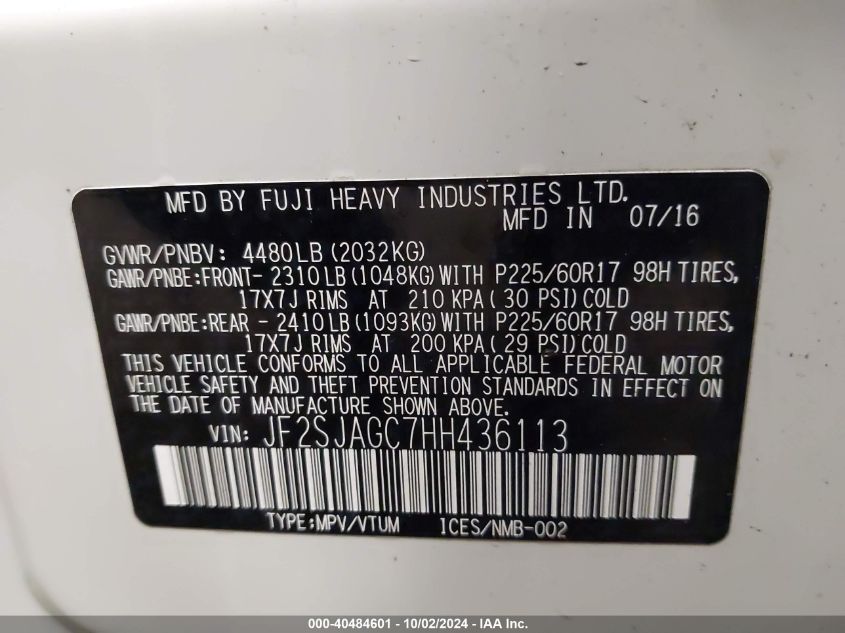 MFD BY FUJI HEAVY INDUSTRIES LTD.
MFD IN 07/16
GVWR/PNBV: 4480LB (2032KG)
GAWR/PNBE:FRONT- 2310LB (1048KG) WITH P225/60R17 98H TIRES,
17X7J RIMS AT 210 KPA ( 30 PSI) COLD
GAWR/PNBE:REAR - 2410LB (1093KG) WITH P225/60R17 98H TIRES,
17X7J RIMS AT 200 KPA ( 29 PSI) COLD
THIS VEHICLE CONFORMS TO ALL APPLICABLE FEDERAL MOTOR
VEHICLE SAFETY AND THEFT PREVENTION STANDARDS IN EFFECT ON
THE DATE OF MANUFACTURE SHOWN ABOVE.
VIN: JF2SJAGC7HH436113
TYPE:MPV/VTUM ICES/NMB-002
000-40484601 - 10/02/2024 - IAA Inc.